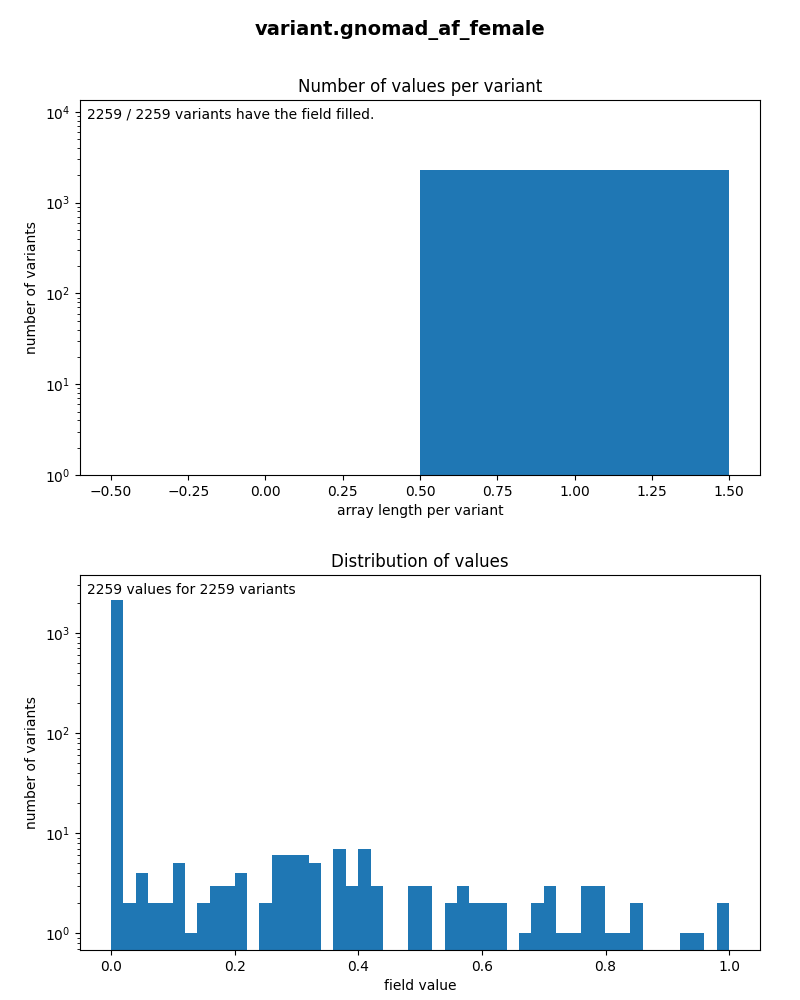 variant.gnomad_af_female
Number of values per variant
2259 / 2259 variants have the field filled.
10⁴
10³
10²
10¹
10⁰
number of variants
−0.50 −0.25 0.00 0.25 0.50 0.75 1.00 1.25 1.50
array length per variant
Distribution of values
2259 values for 2259 variants
10³
10²
10¹
10⁰
number of variants
0.0 0.2 0.4 0.6 0.8 1.0
field value